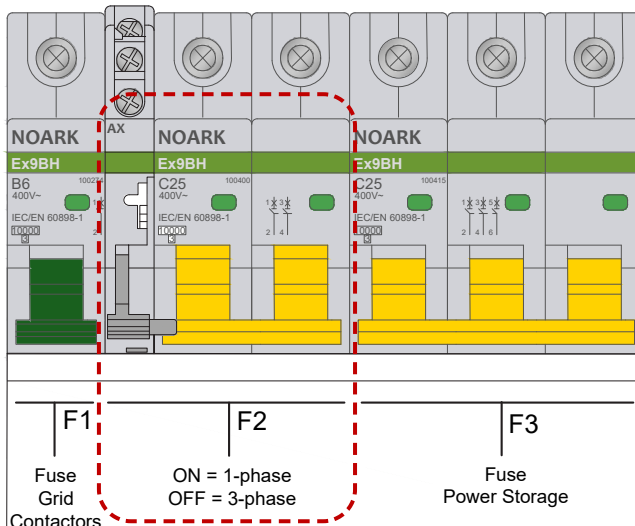 AX
NOARK
NOARK
NOARK
Ex9BH
Ex9BH
Ex9BH
B6
100271
C25
100400
C25
100415
400V~
400V~
400V~
1
1 3
1 3 5
IEC/EN 60898-1
IEC/EN 60898-1
IEC/EN 60898-1
10000
10000
10000
2
2 4
2 4 6
3
3
3
F1
F2
F3
Fuse
Grid
Contactors
ON = 1-phase
OFF = 3-phase
Fuse
Power Storage